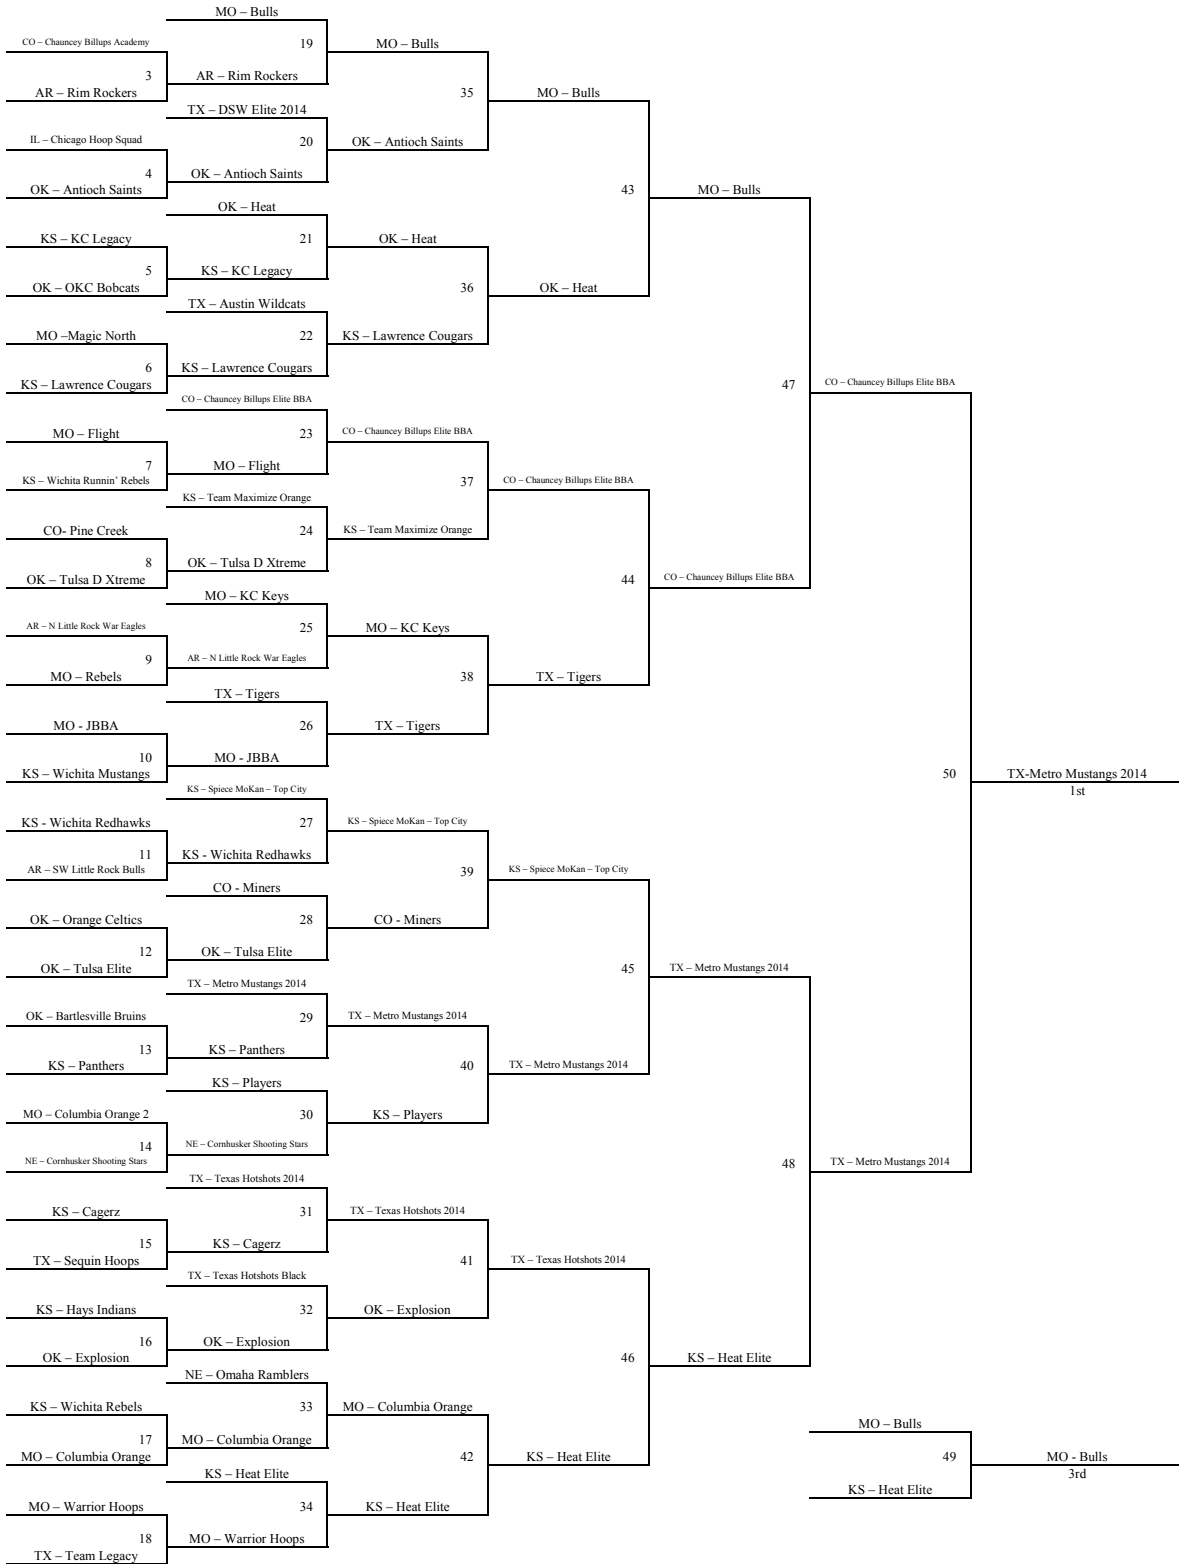 MO – Bulls
CO – Chauncey Billups Academy
19
MO – Bulls
3
AR – Rim Rockers
AR – Rim Rockers
35
MO – Bulls
TX – DSW Elite 2014
IL – Chicago Hoop Squad
20
OK – Antioch Saints
4
OK – Antioch Saints
OK – Antioch Saints
43
MO – Bulls
OK – Heat
KS – KC Legacy
21
OK – Heat
5
KS – KC Legacy
OK – OKC Bobcats
36
OK – Heat
TX – Austin Wildcats
MO –Magic North
22
KS – Lawrence Cougars
6
KS – Lawrence Cougars
KS – Lawrence Cougars
47
CO – Chauncey Billups Elite BBA
CO – Chauncey Billups Elite BBA
MO – Flight
23
CO – Chauncey Billups Elite BBA
7
MO – Flight
KS – Wichita Runnin' Rebels
37
CO – Chauncey Billups Elite BBA
KS – Team Maximize Orange
CO- Pine Creek
24
KS – Team Maximize Orange
8
OK – Tulsa D Xtreme
OK – Tulsa D Xtreme
44
CO – Chauncey Billups Elite BBA
MO – KC Keys
AR – N Little Rock War Eagles
25
MO – KC Keys
9
AR – N Little Rock War Eagles
MO – Rebels
38
TX – Tigers
TX – Tigers
MO - JBBA
26
TX – Tigers
10
MO - JBBA
KS – Wichita Mustangs
50
TX-Metro Mustangs 2014
1st
KS – Spiece MoKan – Top City
KS - Wichita Redhawks
27
KS – Spiece MoKan – Top City
11
KS - Wichita Redhawks
AR – SW Little Rock Bulls
39
KS – Spiece MoKan – Top City
CO - Miners
OK – Orange Celtics
28
CO - Miners
12
OK – Tulsa Elite
OK – Tulsa Elite
45
TX – Metro Mustangs 2014
TX – Metro Mustangs 2014
OK – Bartlesville Bruins
29
TX – Metro Mustangs 2014
13
KS – Panthers
KS – Panthers
40
TX – Metro Mustangs 2014
KS – Players
MO – Columbia Orange 2
30
KS – Players
14
NE – Cornhusker Shooting Stars
NE – Cornhusker Shooting Stars
48
TX – Metro Mustangs 2014
TX – Texas Hotshots 2014
KS – Cagerz
31
TX – Texas Hotshots 2014
15
KS – Cagerz
TX – Sequin Hoops
41
TX – Texas Hotshots 2014
TX – Texas Hotshots Black
KS – Hays Indians
32
OK – Explosion
16
OK – Explosion
OK – Explosion
46
KS – Heat Elite
NE – Omaha Ramblers
KS – Wichita Rebels
33
MO – Columbia Orange
MO – Bulls
17
MO – Columbia Orange
MO – Columbia Orange
42
KS – Heat Elite
49
MO - Bulls
3rd
KS – Heat Elite
KS – Heat Elite
MO – Warrior Hoops
34
KS – Heat Elite
18
MO – Warrior Hoops
TX – Team Legacy